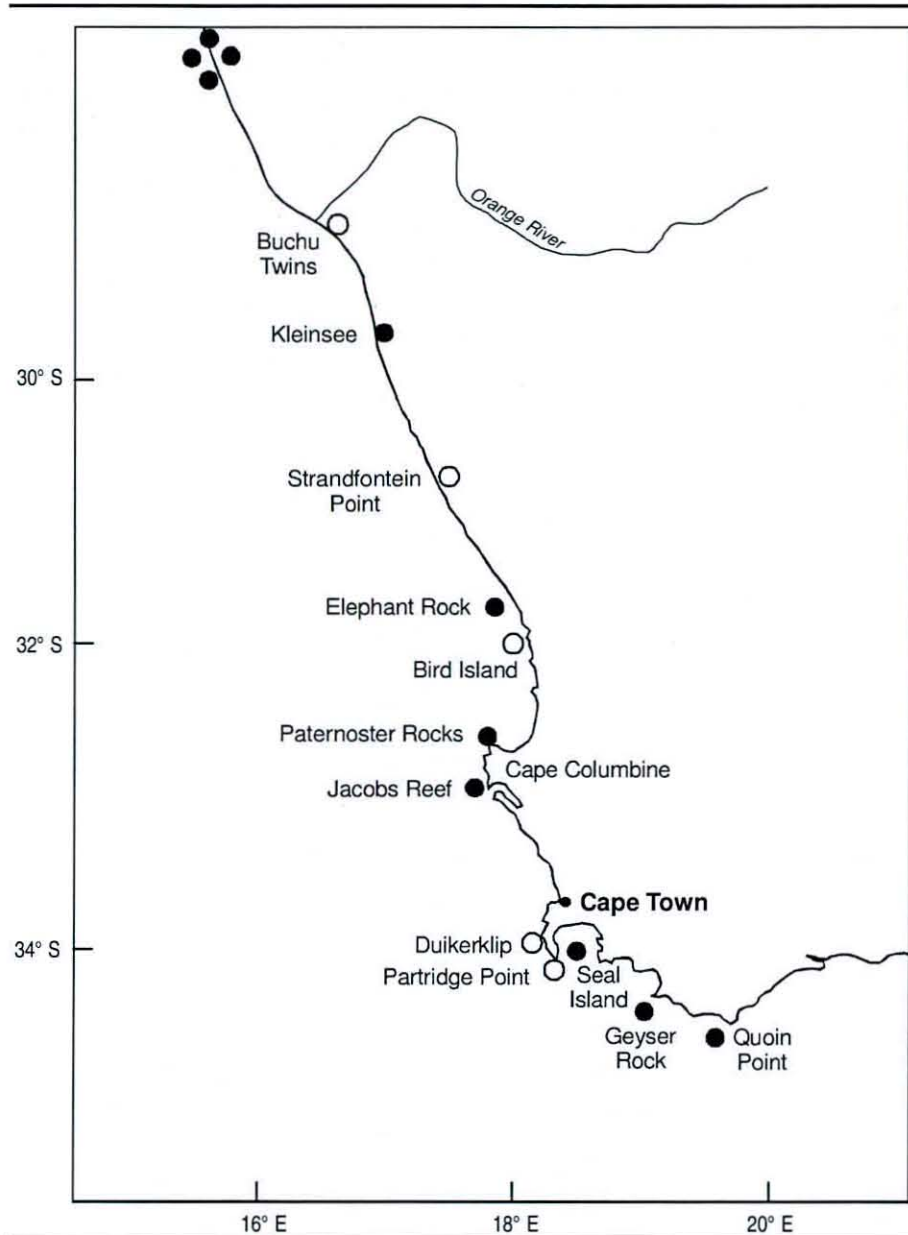 Orange River
Buchu
Twins
Kleinsee
30° S
Strandfontein
Point
Elephant Rock
32° S
Bird Island
Paternoster Rocks
Cape Columbine
Jacobs Reef
Cape Town
34° S
Duikerklip
Partridge Point
Seal
Island
Geyser
Rock
Quoin
Point
16° E
18° E
20° E